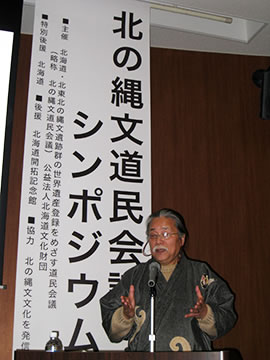 北の縄文道民会議
シンポジウム
■主催　北海道・北東北の縄文遺跡群の世界遺産登録をめざす道民会議
（略称　北の縄文道民会議）　公益法人北海道文化財団
■特別後援　北海道　■後援　北海道開拓記念館　■協力　北の縄文文化を発信